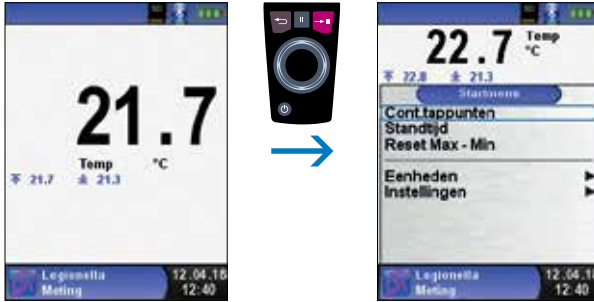 21.7
Temp °C
21.7 21.3
Legionella
Meting
12.04.18
12:40
22.7 Temp
°C
22.8 21.3
Startmenu
Cont.tappunten
Standtijd
Reset Max - Min
Eenheden
Instellingen
Legionella
Meting
12.04.18
12:40